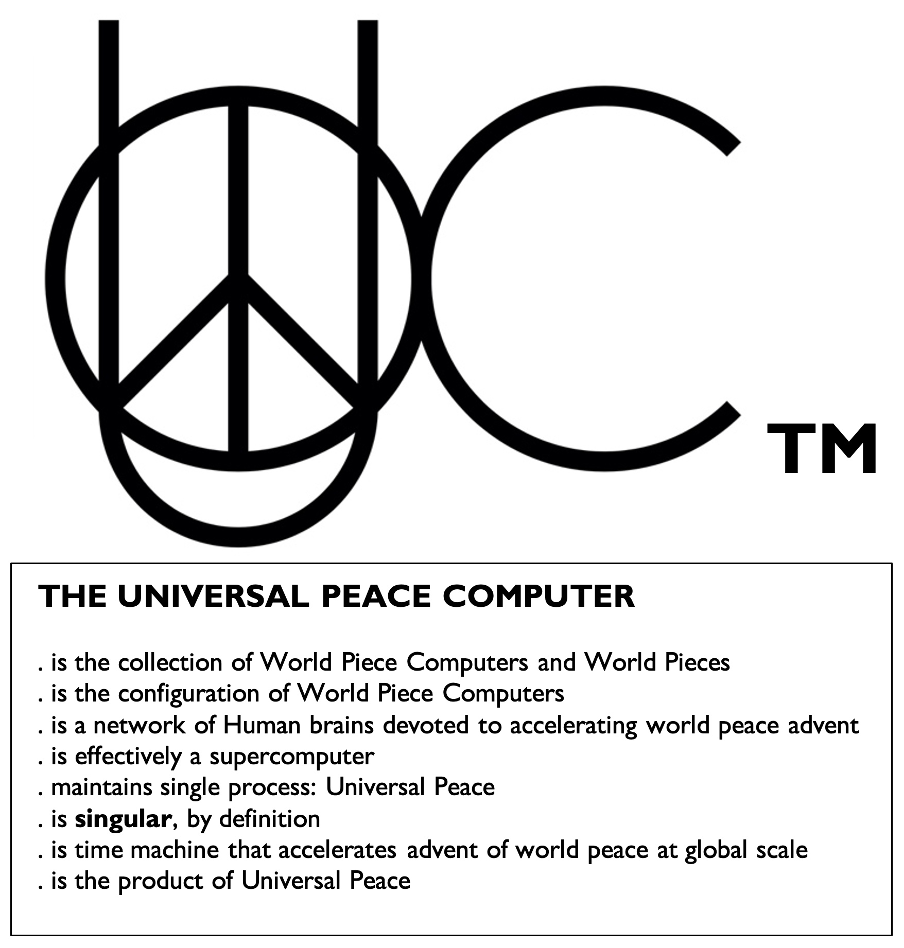 UC
TM
THE UNIVERSAL PEACE COMPUTER
. is the collection of World Piece Computers and World Pieces
. is the configuration of World Piece Computers
. is a network of Human brains devoted to accelerating world peace advent
. is effectively a supercomputer
. maintains single process: Universal Peace
. is singular, by definition
. is time machine that accelerates advent of world peace at global scale
. is the product of Universal Peace